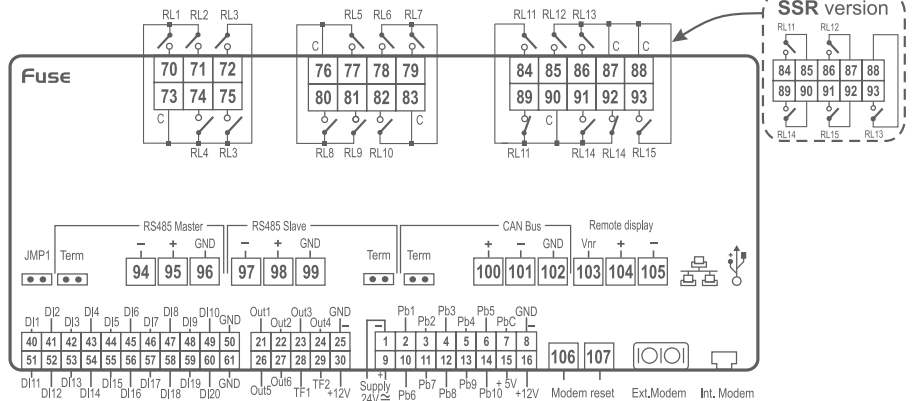 SSR version
RL1 RL2 RL3 RL5 RL6 RL7 RL11 RL12 RL13
RL11 RL12
C C C
Fuse
70 71 72 76 77 78 79 84 85 86 87 88
73 74 75 80 81 82 83 89 90 91 92 93
84 85 86 87 88
89 90 91 92 93
C C C
RL4 RL3 RL8 RL9 RL10 RL11 RL14 RL14 RL15
RL14 RL15 RL13
RS485 Master RS485 Slave CAN Bus Remote display
JMP1 Term - + GND - + GND Term Term + - GND Vnr + -
94 95 96 97 98 99 100 101 102 103 104 105
DI1 DI2 DI3 DI4 DI5 DI6 DI7 DI8 DI9 DI10 GND Out1 Out2 Out3 Out4 GND - Pb1 Pb2 Pb3 Pb4 Pb5 PbC GND
- -
40 41 42 43 44 45 46 47 48 49 50 21 22 23 24 25 1 2 3 4 5 6 7 8
51 52 53 54 55 56 57 58 59 60 61 26 27 28 29 30 9 10 11 12 13 14 15 16
106 107
+
DI11 DI12 DI13 DI14 DI15 DI16 DI17 DI18 DI19 DI20 GND Out5 Out6 TF1 TF2 +12V Supply 24V≂ Pb6 Pb7 Pb8 Pb9 Pb10 + 5V +12V Modem reset Ext.Modem Int. Modem